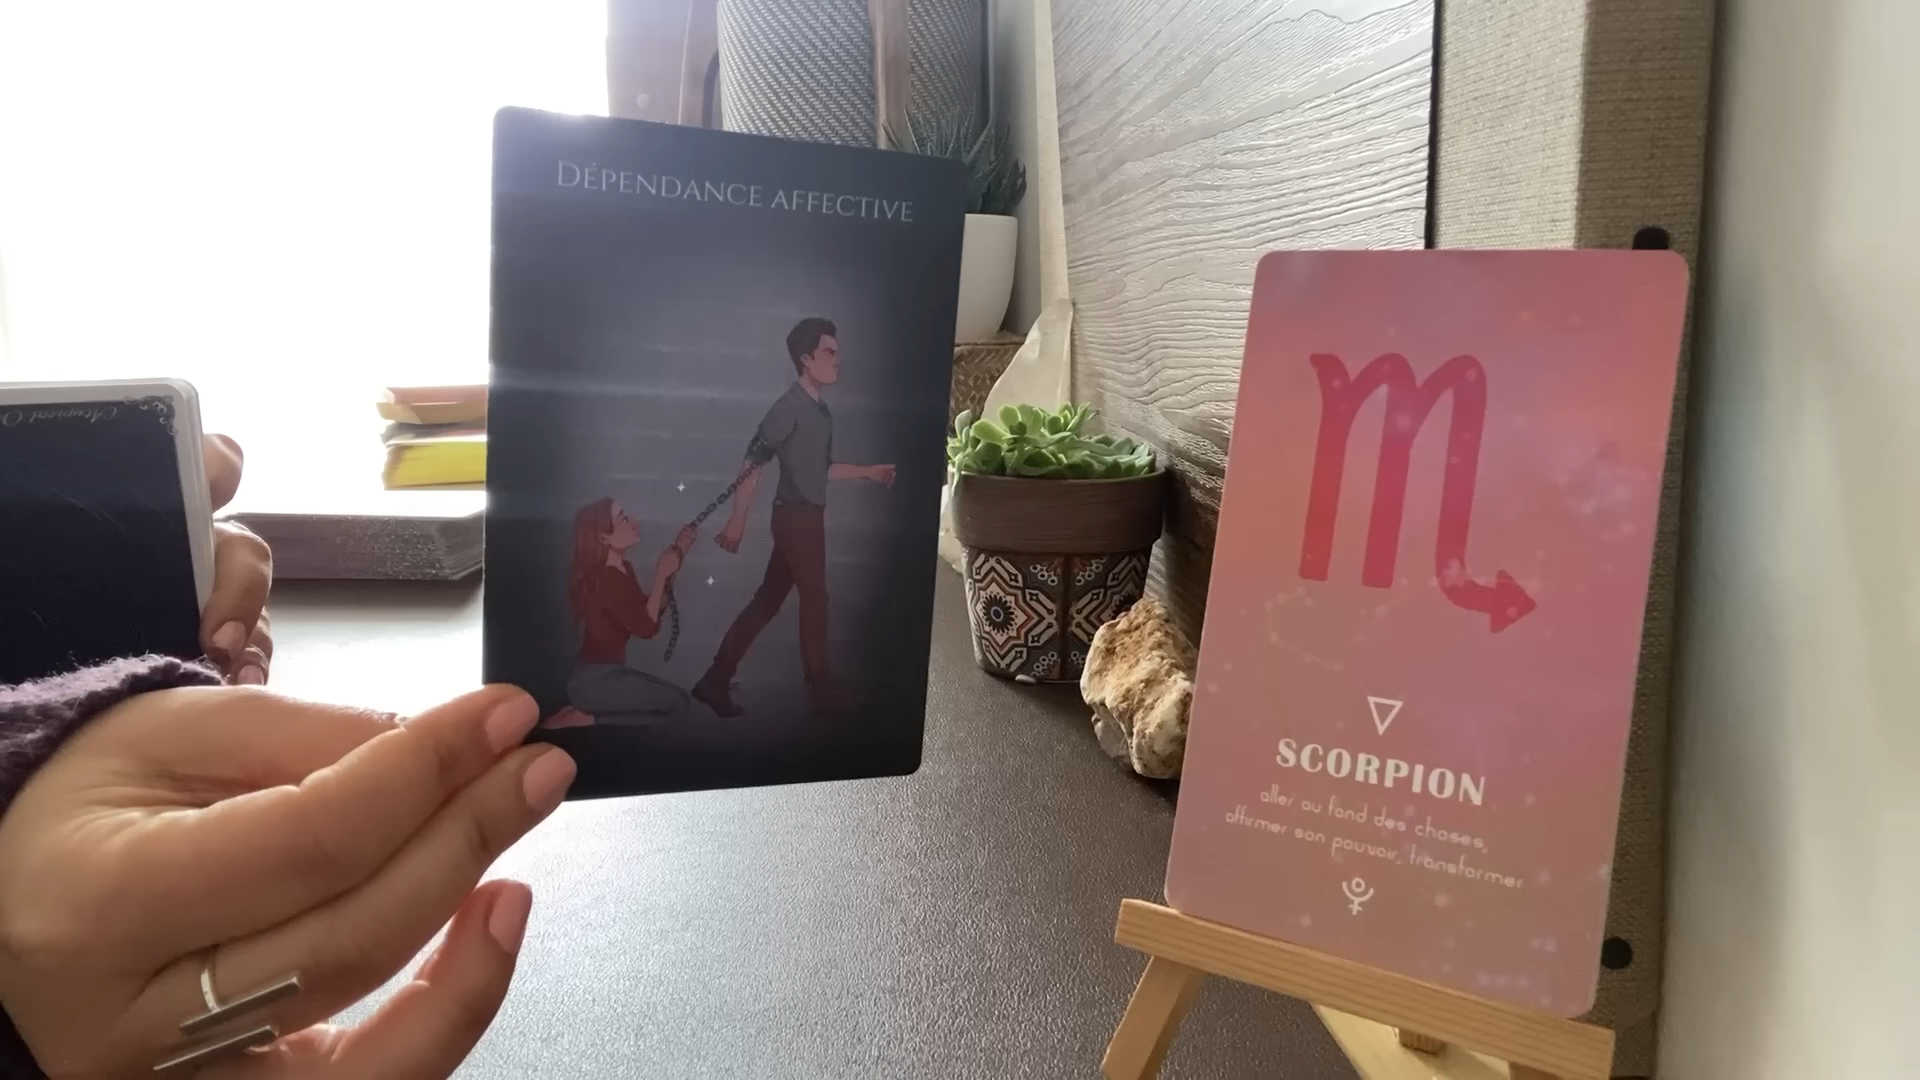 DÉPENDANCE AFFECTIVE
SCORPION
aller au fond des choses,
affirmer son pouvoir, transformer